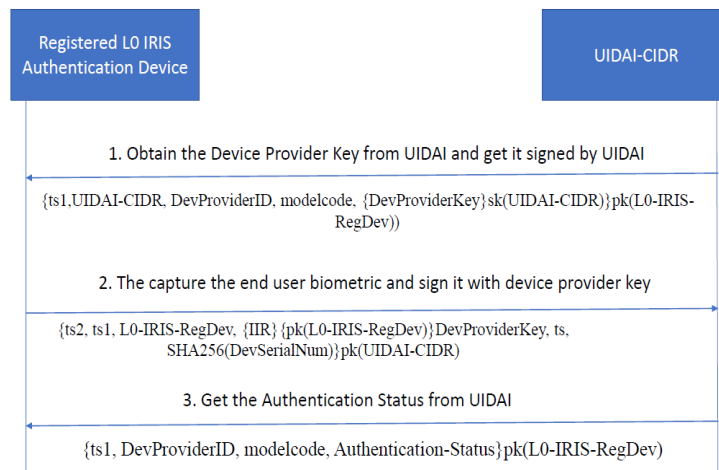 Registered L0 IRIS
Authentication Device
UIDAI-CIDR
1. Obtain the Device Provider Key from UIDAI and get it signed by UIDAI
{ts1,UIDAI-CIDR, DevProviderID, modelcode, {DevProviderKey}sk(UIDAI-CIDR)}pk(L0-IRIS-
RegDev))
2. The capture the end user biometric and sign it with device provider key
{ts2, ts1, L0-IRIS-RegDev, {IIR}{pk(L0-IRIS-RegDev)}DevProviderKey, ts,
SHA256(DevSerialNum)}pk(UIDAI-CIDR)
3. Get the Authentication Status from UIDAI
{ts1, DevProviderID, modelcode, Authentication-Status}pk(L0-IRIS-RegDev)